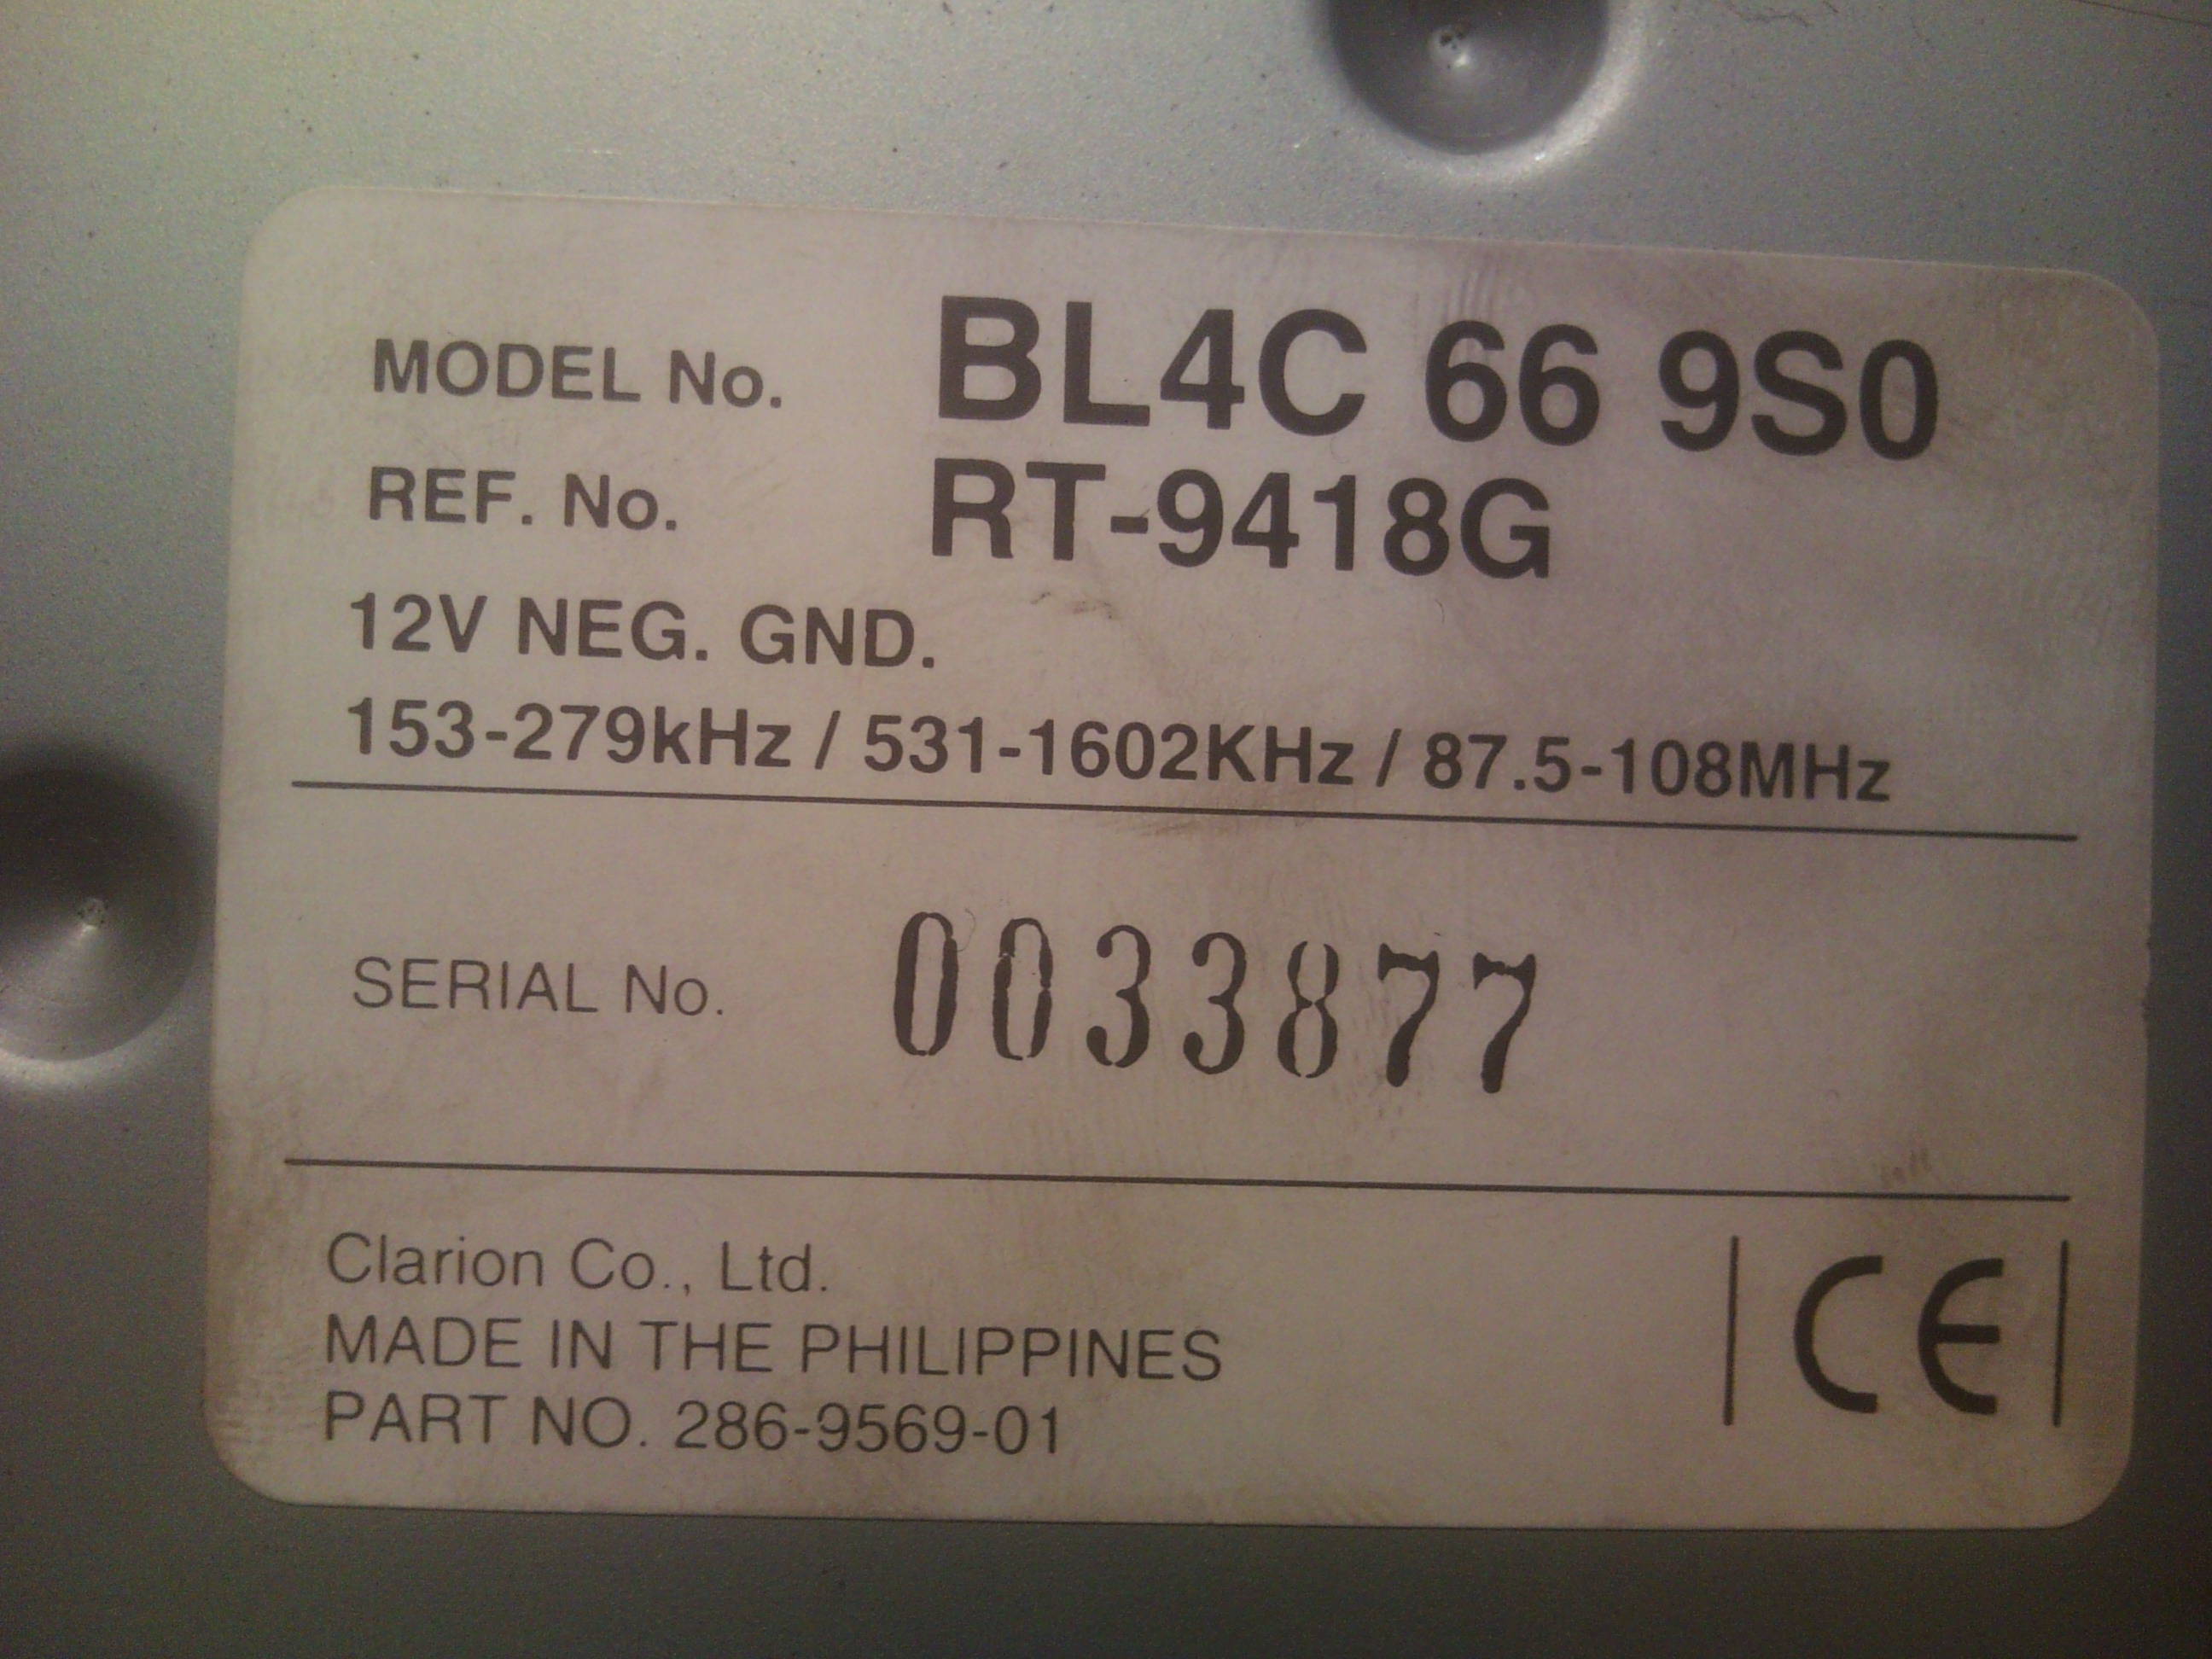 MODEL No. BL4C 66 9S0
REF. No. RT-9418G
12V NEG. GND.
153-279kHz / 531-1602KHz / 87.5-108MHz
SERIAL No. 0033877
Clarion Co., Ltd.
MADE IN THE PHILIPPINES
PART NO. 286-9569-01
CE